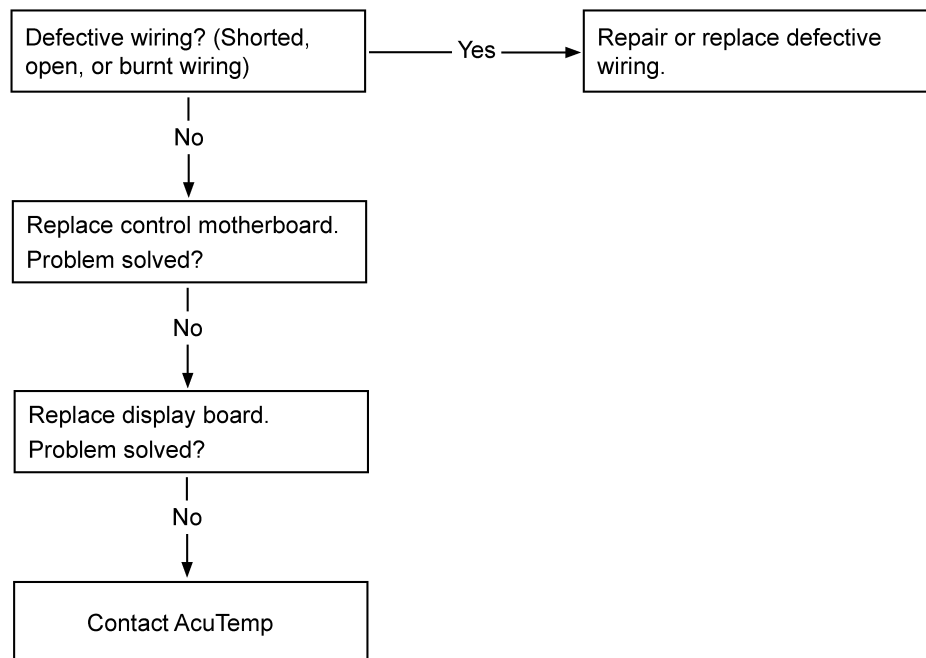 Defective wiring? (Shorted,
open, or burnt wiring)
Yes
Repair or replace defective
wiring.
No
Replace control motherboard.
Problem solved?
No
Replace display board.
Problem solved?
No
Contact AcuTemp